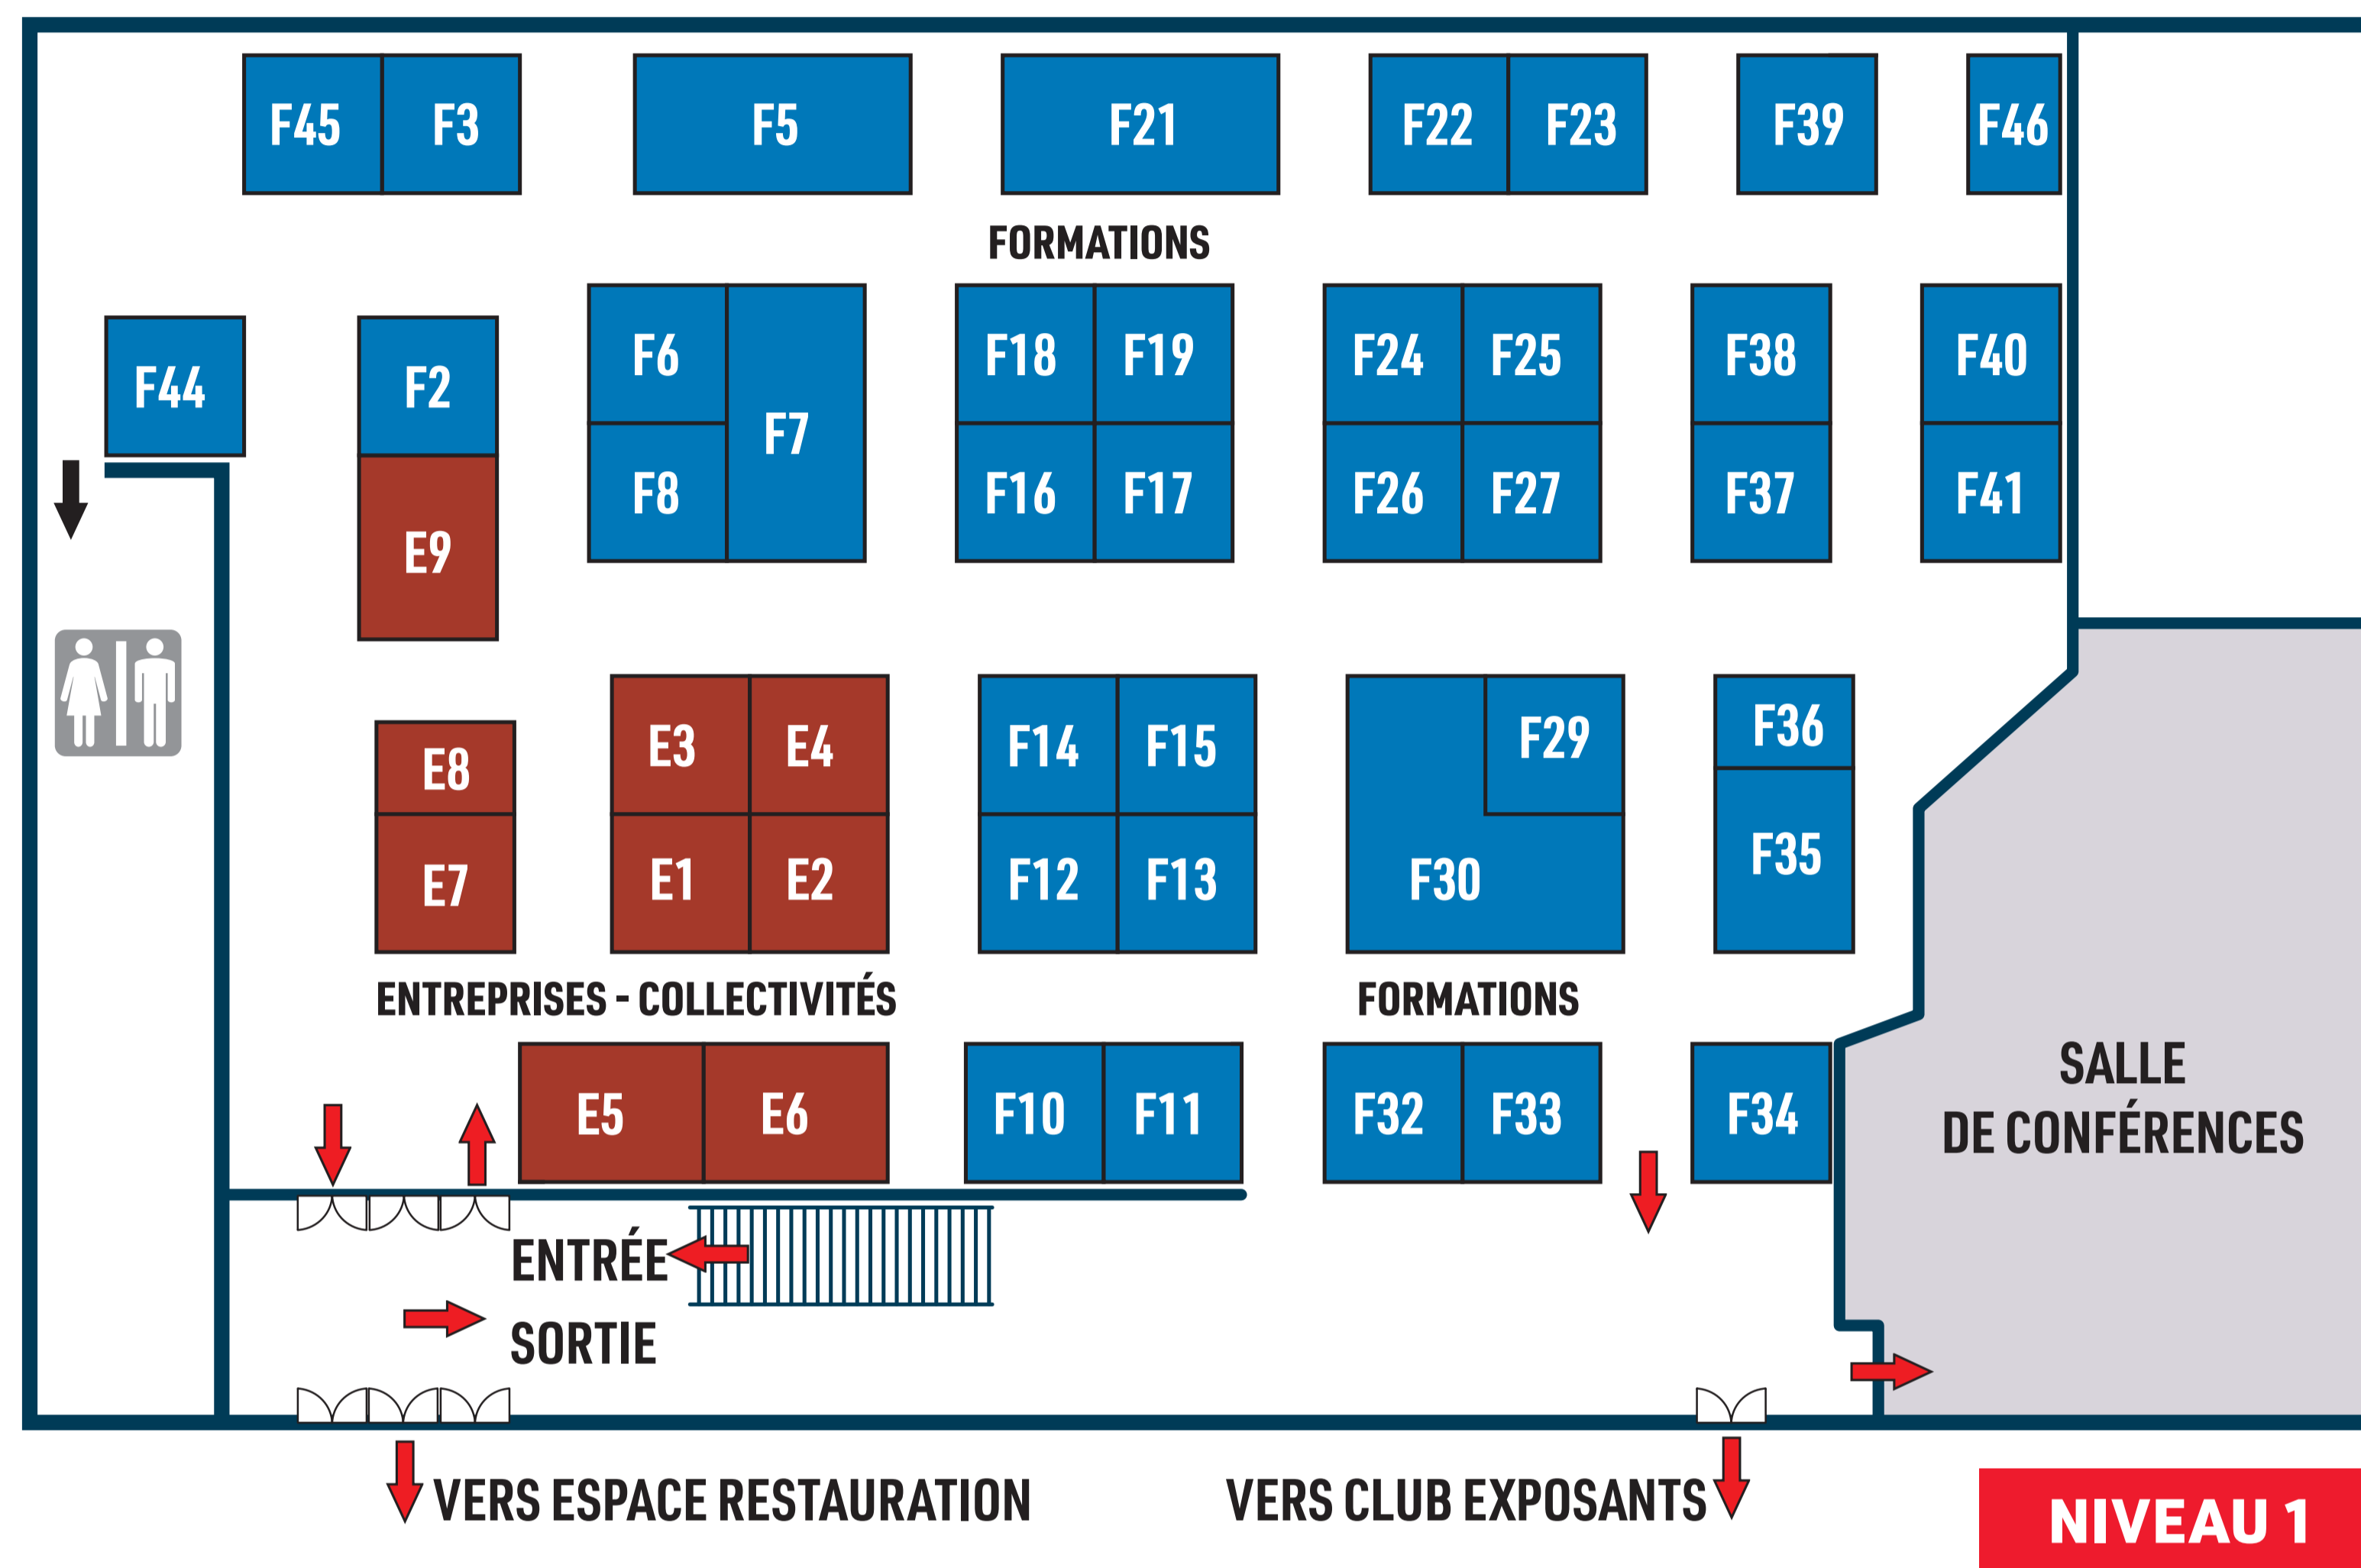 F45 F3 F5 F21 F22 F23 F39 F46
FORMATIONS
F44 F2 F6 F7 F18 F19 F24 F25 F38 F40
F8 F16 F17 F26 F27 F37 F41
E9
E8 E3 E4 F14 F15 F29 F36
E7 E1 E2 F12 F13 F30 F35
ENTREPRISES - COLLECTIVITÉS
FORMATIONS
E5 E6 F10 F11 F32 F33 F34
SALLE
DE CONFÉRENCES
ENTRÉE
SORTIE
VERS ESPACE RESTAURATION
VERS CLUB EXPOSANTS
NIVEAU 1